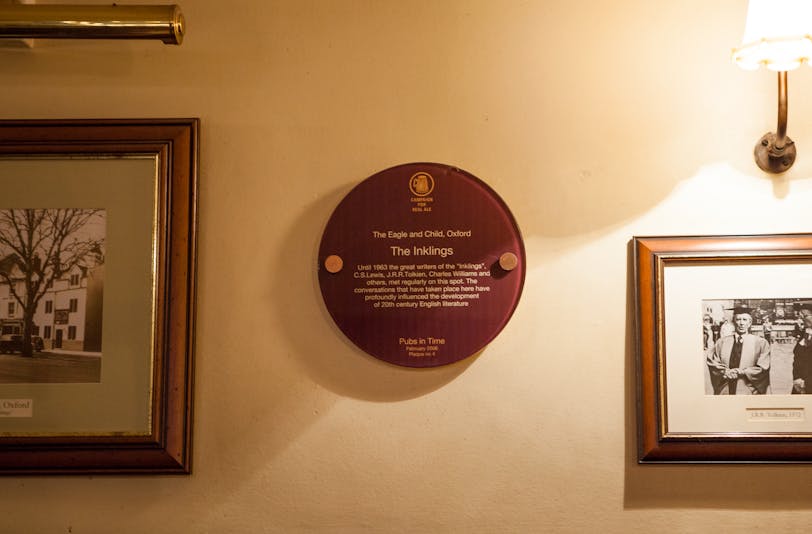 CAMPAIGN
FOR
REAL ALE
The Eagle and Child, Oxford
The Inklings
Until 1963 the great writers of the "Inklings",
C.S.Lewis, J.R.R.Tolkien, Charles Williams and
others, met regularly on this spot. The
conversations that have taken place here have
profoundly influenced the development
of 20th century English literature
Pubs in Time
February 2006
Plaque no 4
, Oxford
J.R.R. Tolkien, 1972